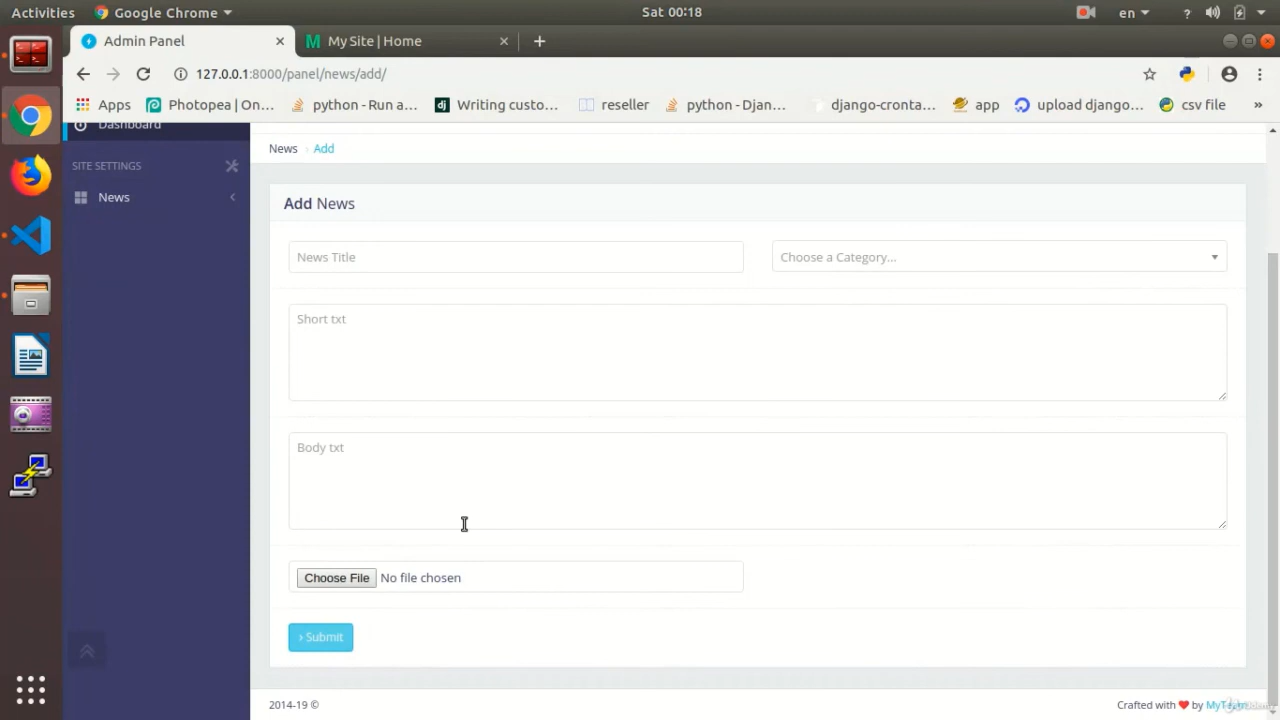 Activities Google Chrome Sat 00:18 en ?
Admin Panel My Site | Home
127.0.0.1:8000/panel/news/add/
Apps Photopea | On... python - Run a... dj Writing custo... reseller python - Djan... django-cronta... app upload django... csv file »
Dashboard
News Add
SITE SETTINGS
News
Add News
News Title Choose a Category...
Short txt
Body txt
Choose File No file chosen
› Submit
2014-19 © Crafted with ❤ by MyTeam